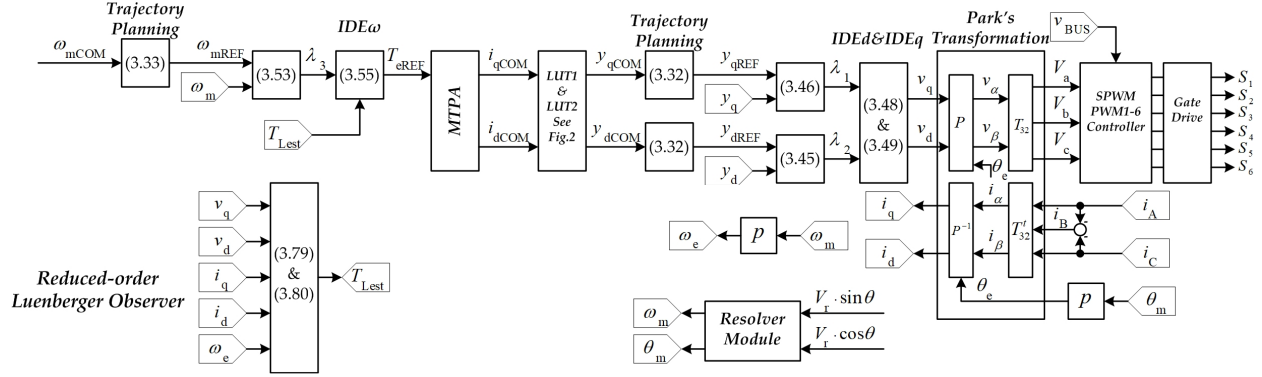 Trajectory
Planning
ω_mCOM
(3.33)
ω_mREF
ω_m
(3.53)
λ_3
IDEω
(3.55)
T_Lest
T_eREF
MTPA
i_qCOM
i_dCOM
LUT1
&
LUT2
See
Fig.2
y_qCOM
y_dCOM
Trajectory
Planning
(3.32)
(3.32)
y_qREF
y_q
y_dREF
y_d
(3.46)
(3.45)
λ_1
λ_2
IDEd&IDEq
(3.48)
&
(3.49)
v_q
v_d
Park's
Transformation
P
v_α
v_β
θ_e
T_32
V_a
V_b
V_c
v_BUS
SPWM
PWM1-6
Controller
Gate
Drive
S_1
S_2
S_3
S_4
S_5
S_6
i_q
i_d
P^-1
i_α
i_β
T'_32
i_A
i_B
i_C
-
-
θ_e
p
θ_m
ω_e
p
ω_m
ω_m
θ_m
Resolver
Module
V_r · sinθ
V_r · cosθ
Reduced-order
Luenberger Observer
v_q
v_d
i_q
i_d
ω_e
(3.79)
&
(3.80)
T_Lest